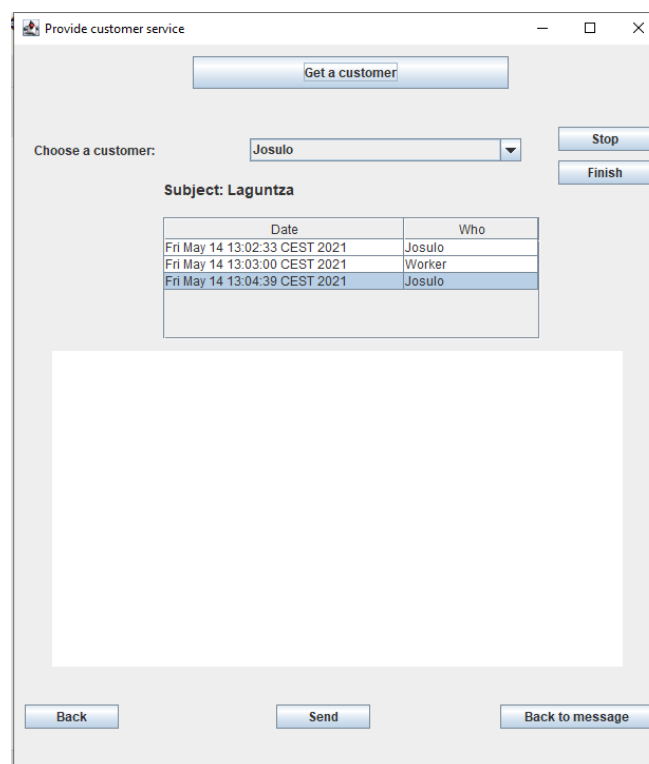 Provide customer service
Get a customer
Choose a customer:
Josulo
Stop
Finish
Subject: Laguntza
Date Who
Fri May 14 13:02:33 CEST 2021 Josulo
Fri May 14 13:03:00 CEST 2021 Worker
Fri May 14 13:04:39 CEST 2021 Josulo
Back Send Back to message